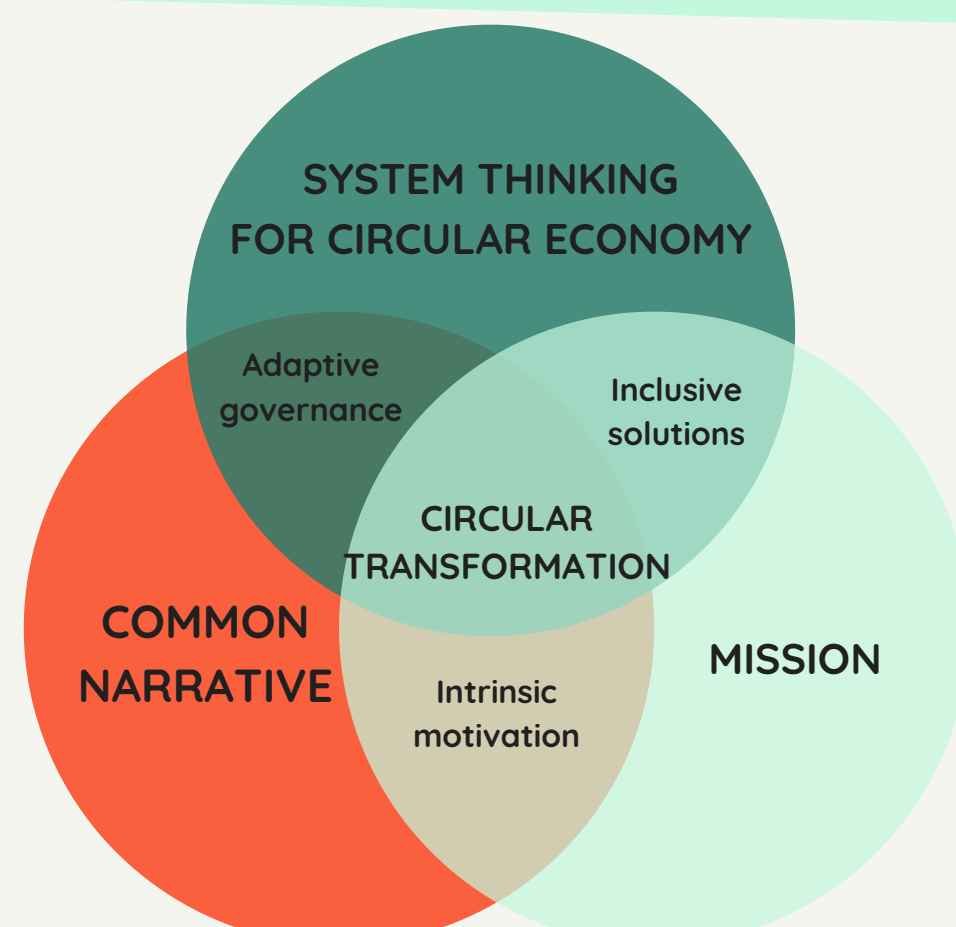 SYSTEM THINKING
FOR CIRCULAR ECONOMY
Adaptive
governance
Inclusive
solutions
CIRCULAR
TRANSFORMATION
COMMON
NARRATIVE
MISSION
Intrinsic
motivation